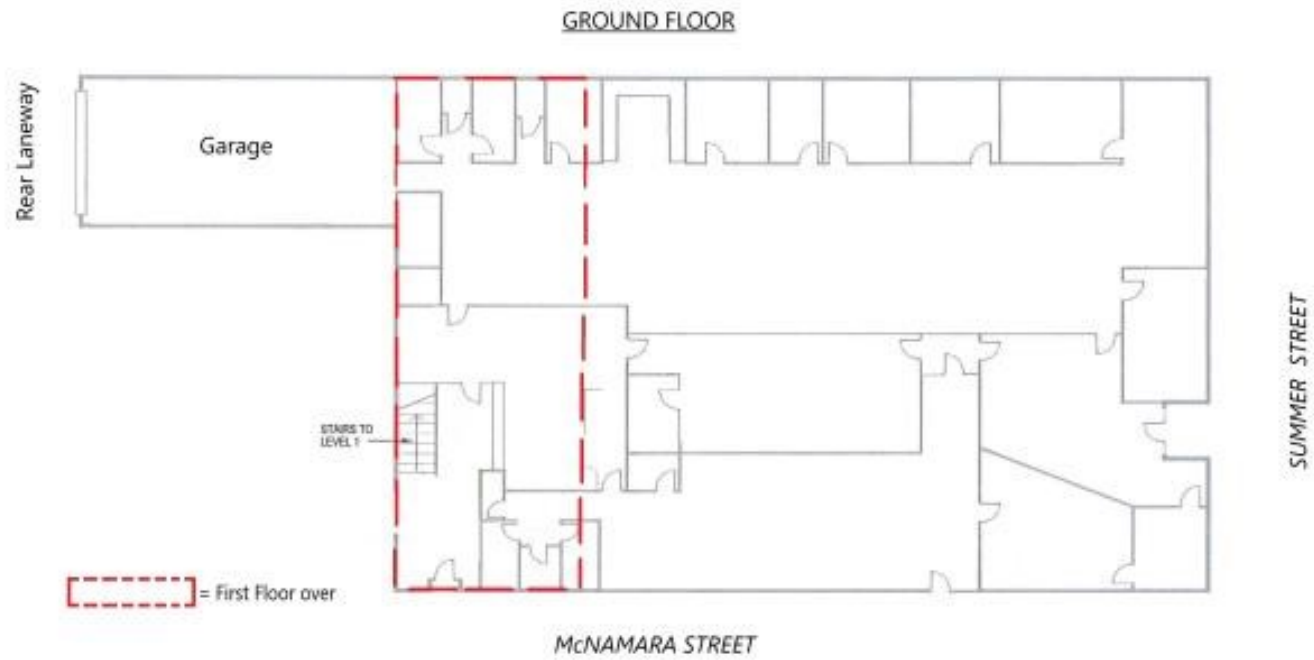 GROUND FLOOR
Rear Laneway
Garage
STAIRS TO
LEVEL 1
SUMMER STREET
= First Floor over
McNAMARA STREET